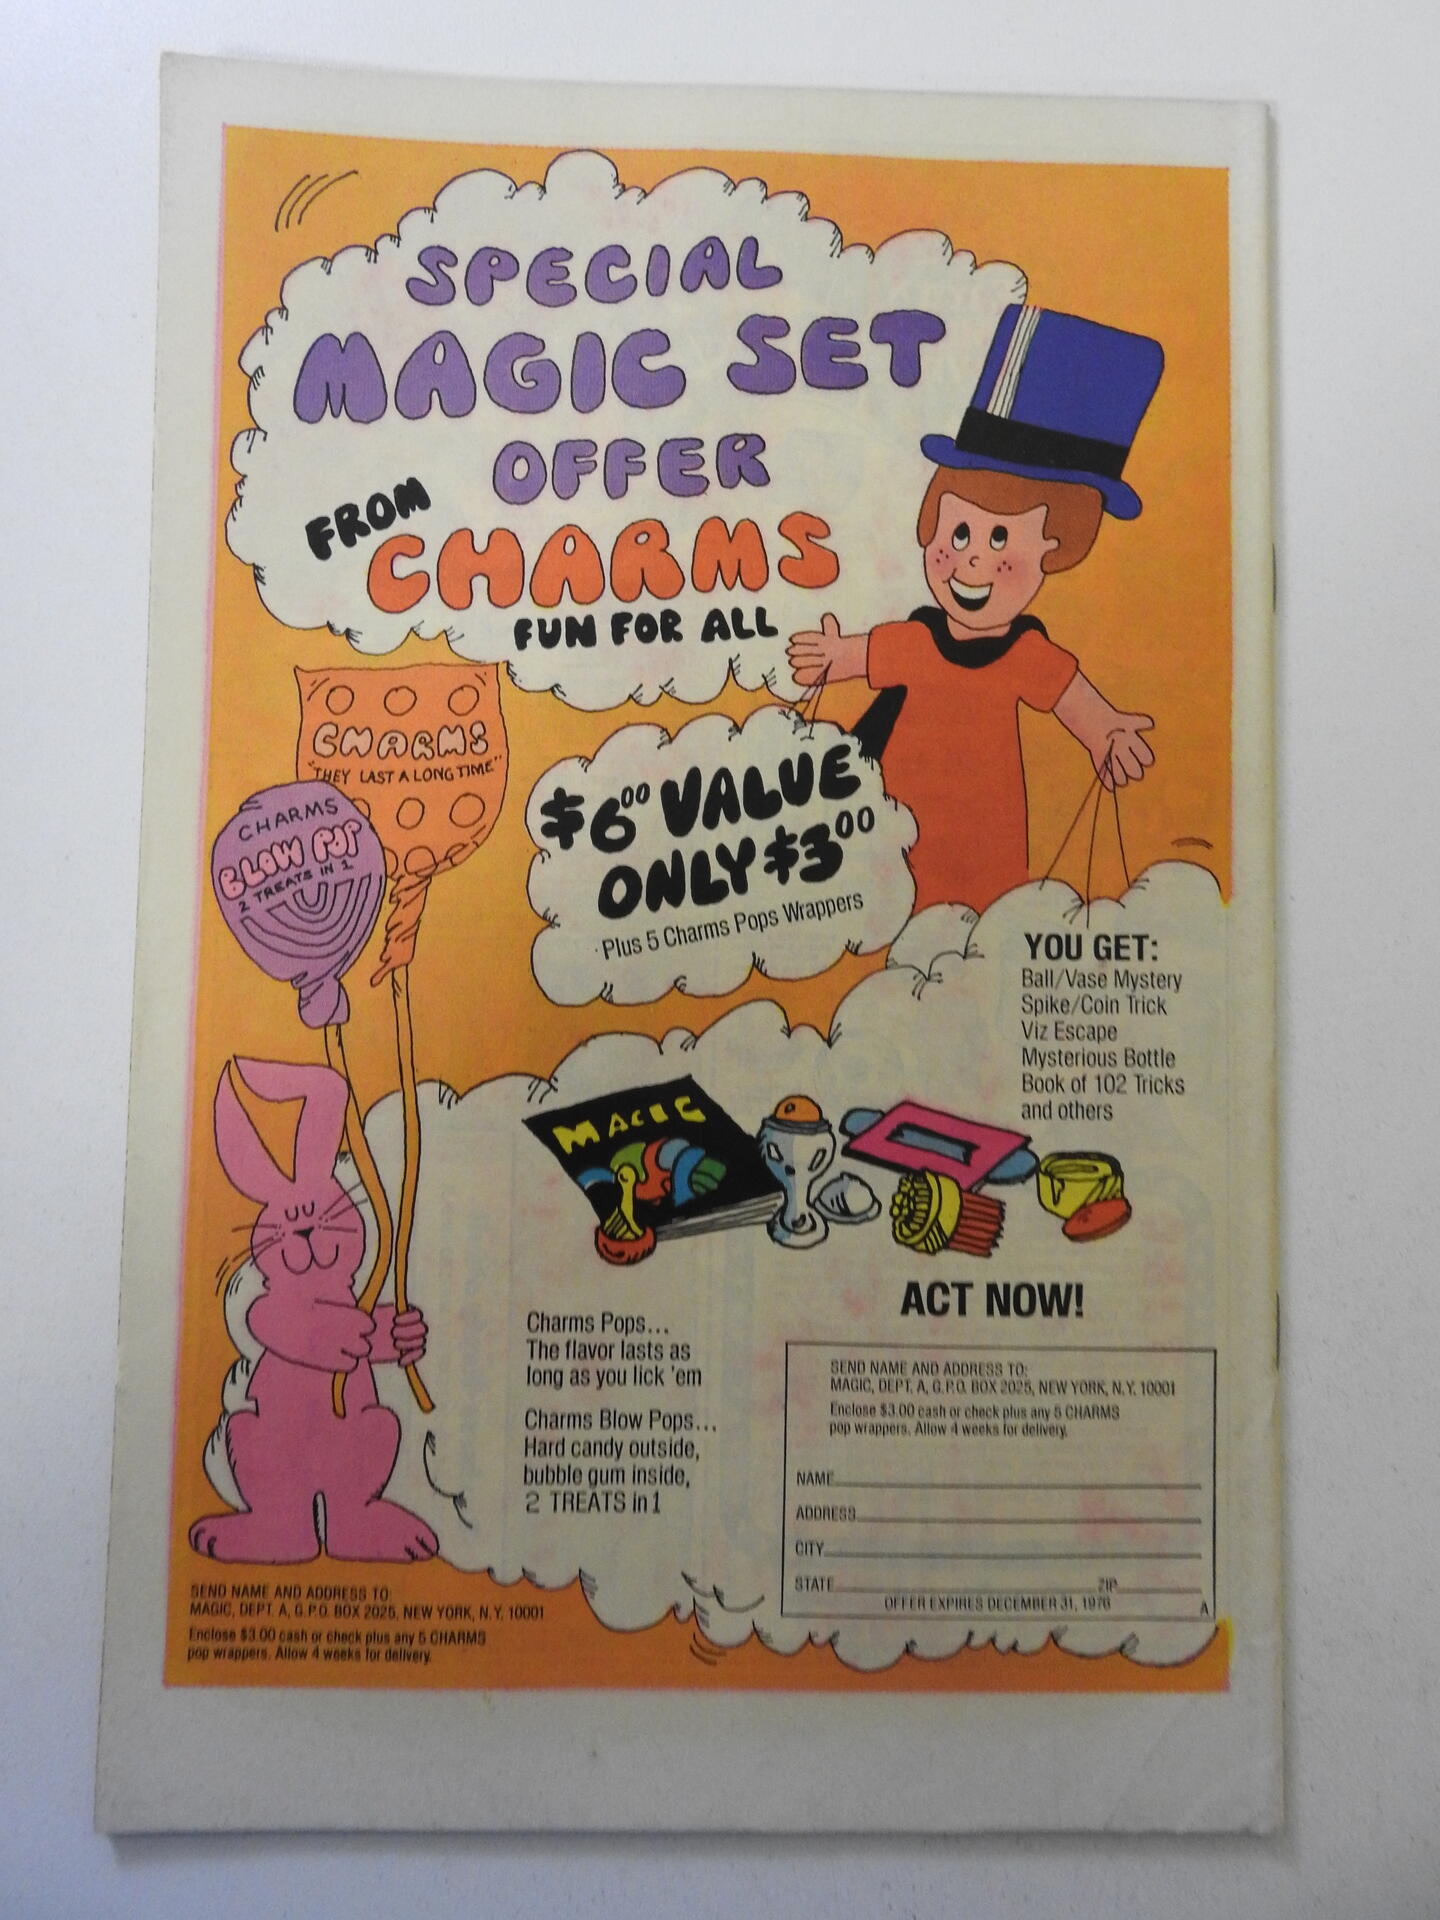 SPECIAL
MAGIC SET
OFFER
FROM
CHARMS
FUN FOR ALL
CHARMS
"THEY LAST A LONG TIME"
CHARMS
BLOW POP
2 TREATS IN 1
$6.00 VALUE
ONLY $3.00
Plus 5 Charms Pops Wrappers
YOU GET:
Ball/Vase Mystery
Spike/Coin Trick
Viz Escape
Mysterious Bottle
Book of 102 Tricks
and others
MAGIC
Charms Pops...
The flavor lasts as
long as you lick 'em
Charms Blow Pops...
Hard candy outside,
bubble gum inside,
2 TREATS in 1
ACT NOW!
SEND NAME AND ADDRESS TO:
MAGIC, DEPT. A, G.P.O. BOX 2025, NEW YORK, N.Y. 10001
Enclose $3.00 cash or check plus any 5 CHARMS
pop wrappers. Allow 4 weeks for delivery.
NAME
ADDRESS
CITY
STATE ZIP
OFFER EXPIRES DECEMBER 31, 1976
A
SEND NAME AND ADDRESS TO:
MAGIC, DEPT. A, G.P.O. BOX 2025, NEW YORK, N.Y. 10001
Enclose $3.00 cash or check plus any 5 CHARMS
pop wrappers. Allow 4 weeks for delivery.